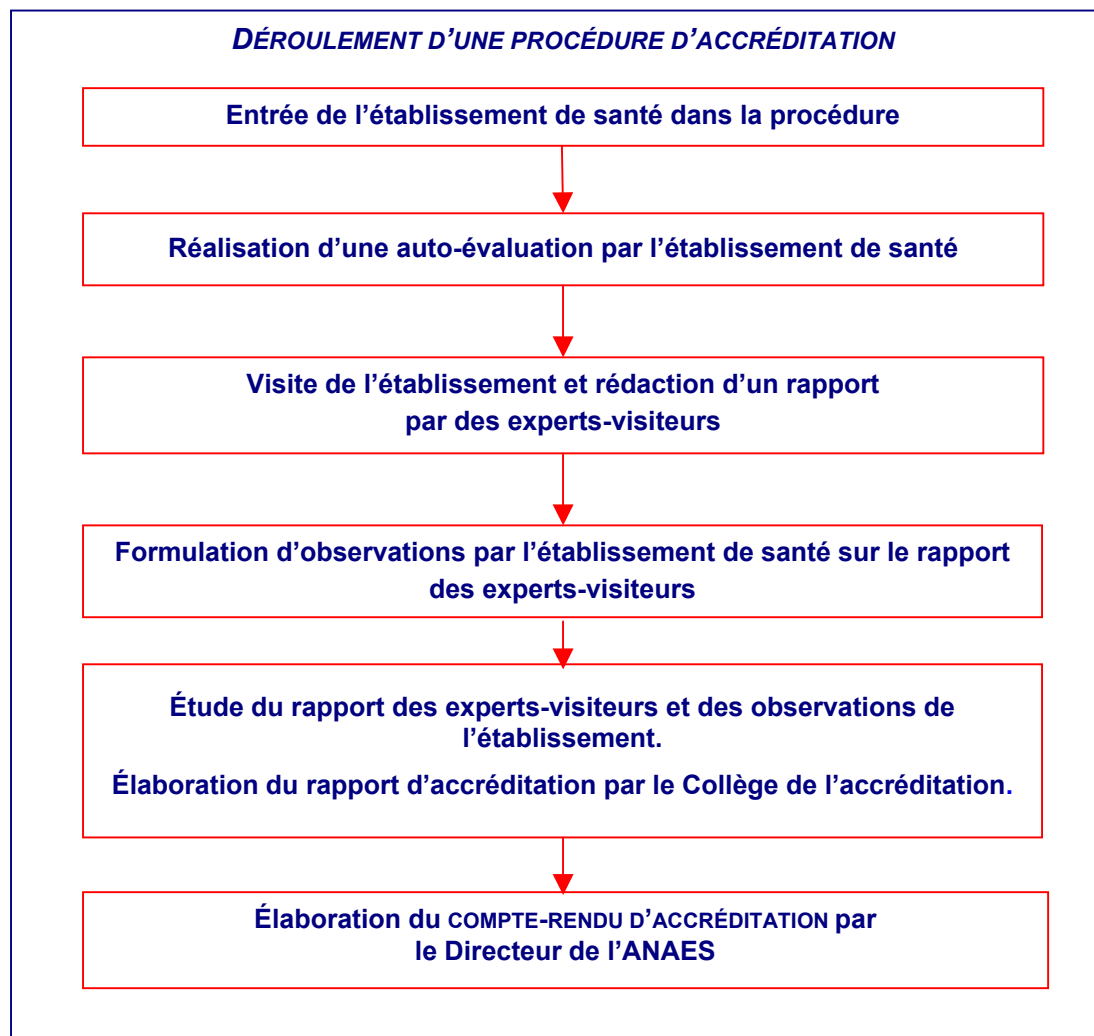 DÉROULEMENT D’UNE PROCÉDURE D’ACCRÉDITATION
Entrée de l’établissement de santé dans la procédure
Réalisation d’une auto-évaluation par l’établissement de santé
Visite de l’établissement et rédaction d’un rapport
par des experts-visiteurs
Formulation d’observations par l’établissement de santé sur le rapport
des experts-visiteurs
Étude du rapport des experts-visiteurs et des observations de
l’établissement.
Élaboration du rapport d’accréditation par le Collège de l’accréditation.
Élaboration du COMPTE-RENDU D’ACCRÉDITATION par
le Directeur de l’ANAES